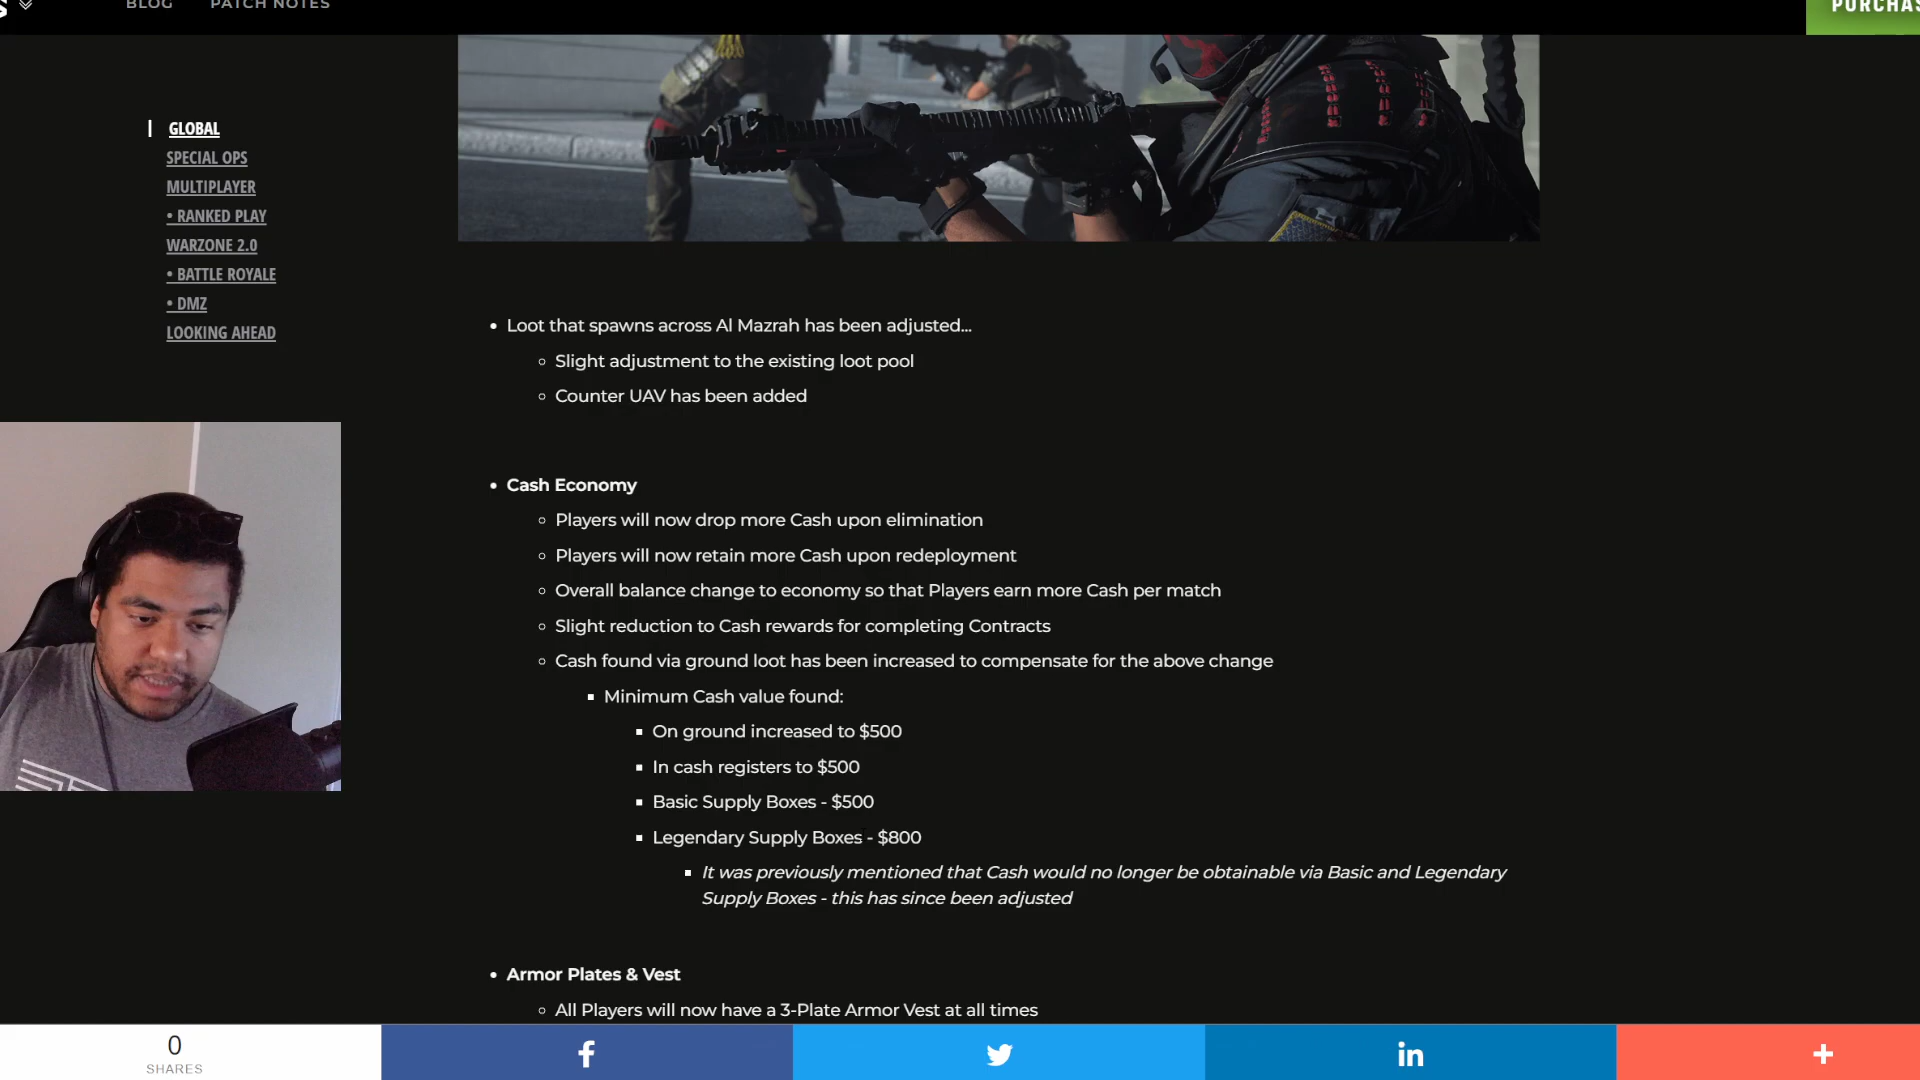 BLOG
PATCH NOTES
GLOBAL
SPECIAL OPS
MULTIPLAYER
• RANKED PLAY
WARZONE 2.0
• BATTLE ROYALE
• DMZ
LOOKING AHEAD
• Loot that spawns across Al Mazrah has been adjusted...
◦ Slight adjustment to the existing loot pool
◦ Counter UAV has been added
• Cash Economy
◦ Players will now drop more Cash upon elimination
◦ Players will now retain more Cash upon redeployment
◦ Overall balance change to economy so that Players earn more Cash per match
◦ Slight reduction to Cash rewards for completing Contracts
◦ Cash found via ground loot has been increased to compensate for the above change
▪ Minimum Cash value found:
▪ On ground increased to $500
▪ In cash registers to $500
▪ Basic Supply Boxes - $500
▪ Legendary Supply Boxes - $800
▪ It was previously mentioned that Cash would no longer be obtainable via Basic and Legendary
Supply Boxes - this has since been adjusted
• Armor Plates & Vest
◦ All Players will now have a 3-Plate Armor Vest at all times
0
SHARES